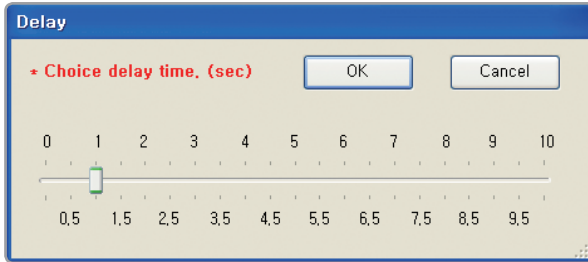 Delay
* Choice delay time, (sec)
OK
Cancel
0 1 2 3 4 5 6 7 8 9 10
0,5 1,5 2,5 3,5 4,5 5,5 6,5 7,5 8,5 9,5